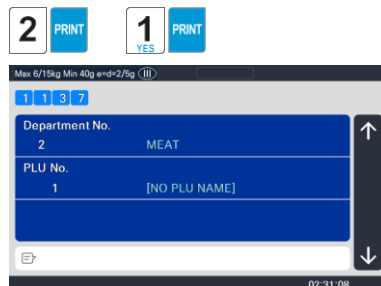 2 PRINT 1 YES PRINT
Max 6/15kg Min 40g e=d=2/5g III
1 1 3 7
Department No.
2 MEAT
PLU No.
1 [NO PLU NAME]
02:31:08